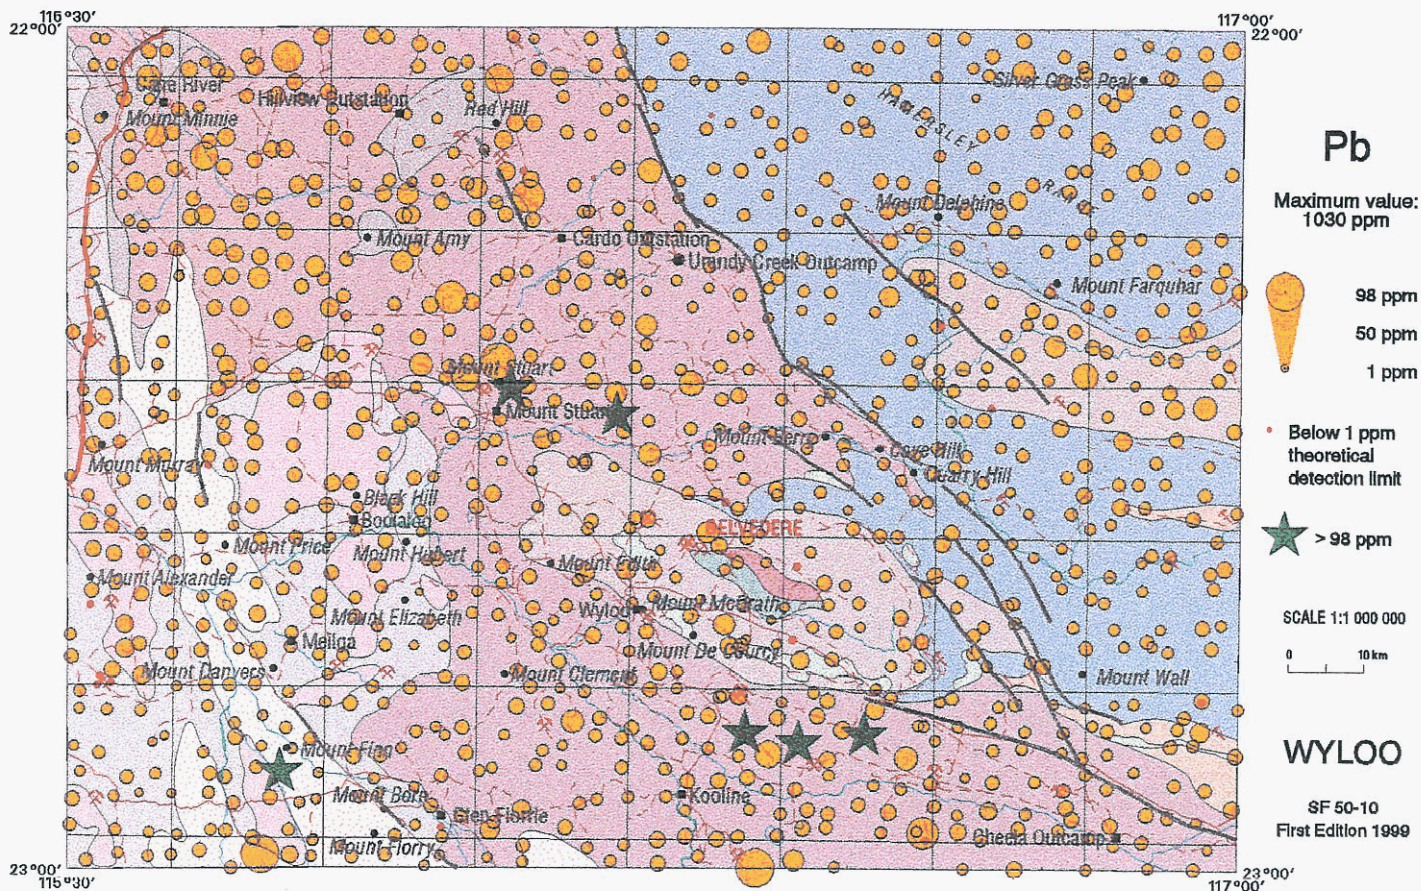 115°30'
117°00'
22°00'
22°00'
Silver Grass Peak
Cane River
Hillview Outstation
Red Hill
Mount Minnie
HAMERSLEY
RANGE
Mount Delphine
Mount Amy
Cardo Outstation
Urandy Creek Outcamp
Mount Farquhar
Mount Stuart
Mount Stuart
Mount Berry
Cave Hill
Quarry Hill
Mount Murray
Black Hill
Boolaloo
BELVEDERE
Mount Price
Mount Hubert
Mount Edith
Mount Alexander
Mount Elizabeth
Wyloo
Mount McGrath
Meilga
Mount De Courcy
Mount Danvers
Mount Clement
Mount Wall
Mount Flag
Mount Born
Kooline
Glen Florrie
Cheela Outcamp
Mount Florry
23°00'
115°30'
23°00'
117°00'
Pb
Maximum value:
1030 ppm
98 ppm
50 ppm
1 ppm
Below 1 ppm
theoretical
detection limit
> 98 ppm
SCALE 1:1 000 000
0 10 km
WYLOO
SF 50-10
First Edition 1999